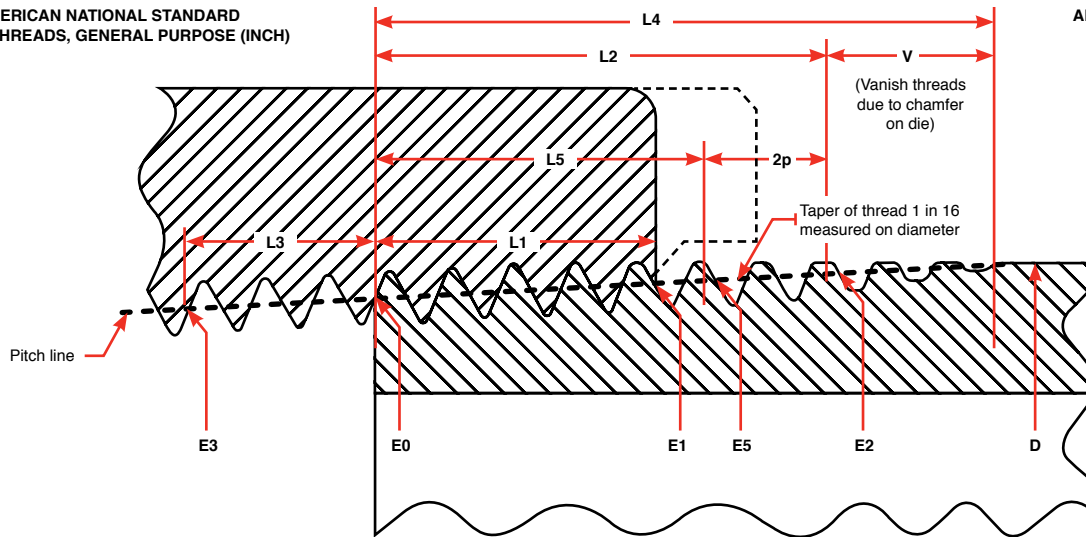 ERICAN NATIONAL STANDARD
HREADS, GENERAL PURPOSE (INCH)
A
L4
L2
V
(Vanish threads
due to chamfer
on die)
L5
2p
Taper of thread 1 in 16
measured on diameter
L3
L1
Pitch line
E3
E0
E1
E5
E2
D